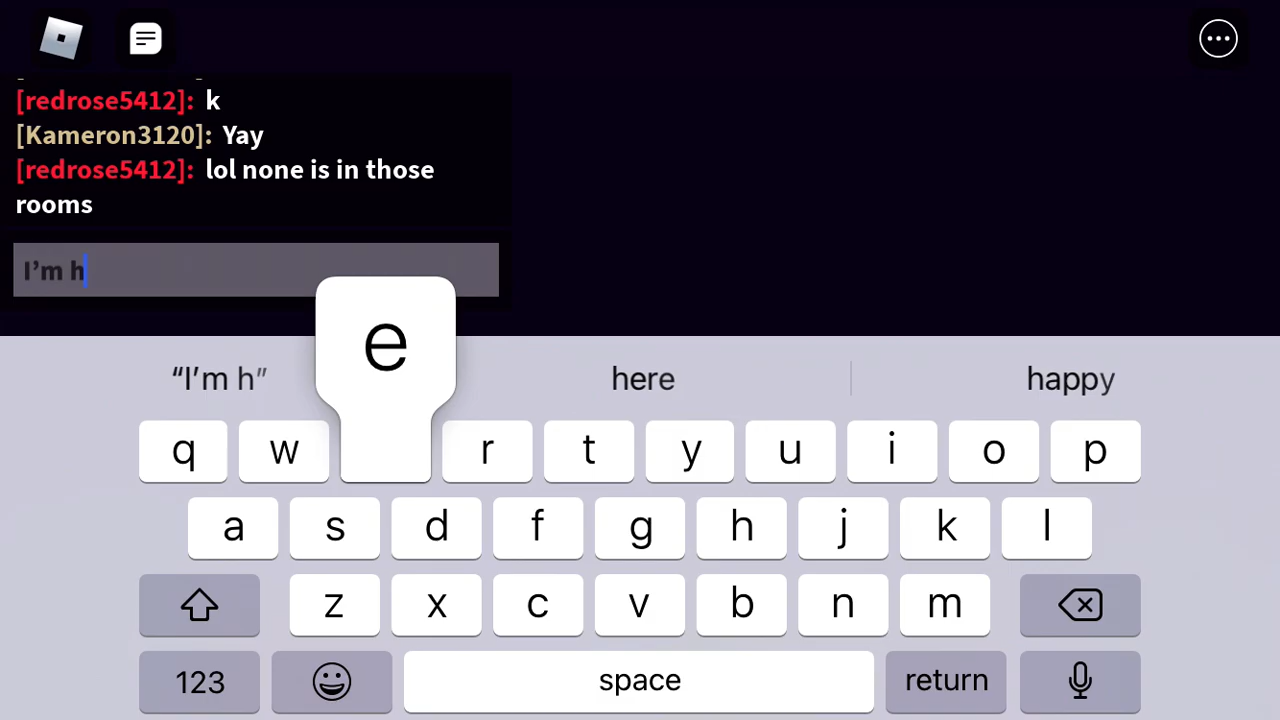 [redrose5412]: k
[Kameron3120]: Yay
[redrose5412]: lol none is in those
rooms
I’m h
e
“I’m h” here happy
q w r t y u i o p
a s d f g h j k l
z x c v b n m
123 space return